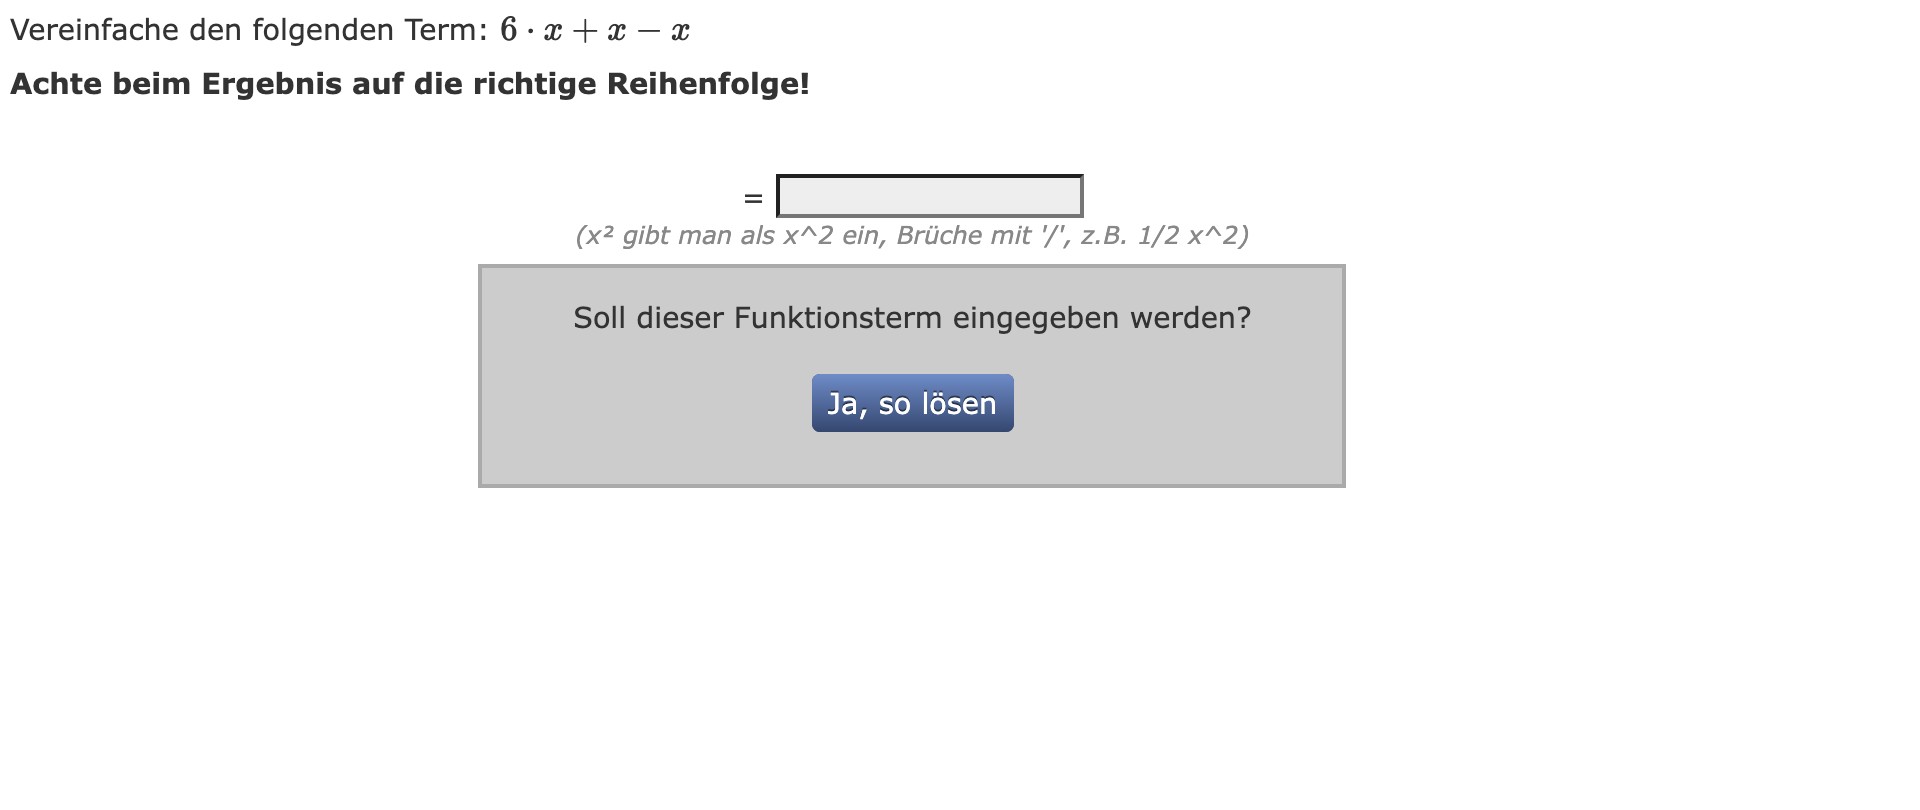 Vereinfache den folgenden Term: 6 · x + x − x
Achte beim Ergebnis auf die richtige Reihenfolge!
=
(x² gibt man als x^2 ein, Brüche mit '/', z.B. 1/2 x^2)
Soll dieser Funktionsterm eingegeben werden?
Ja, so lösen